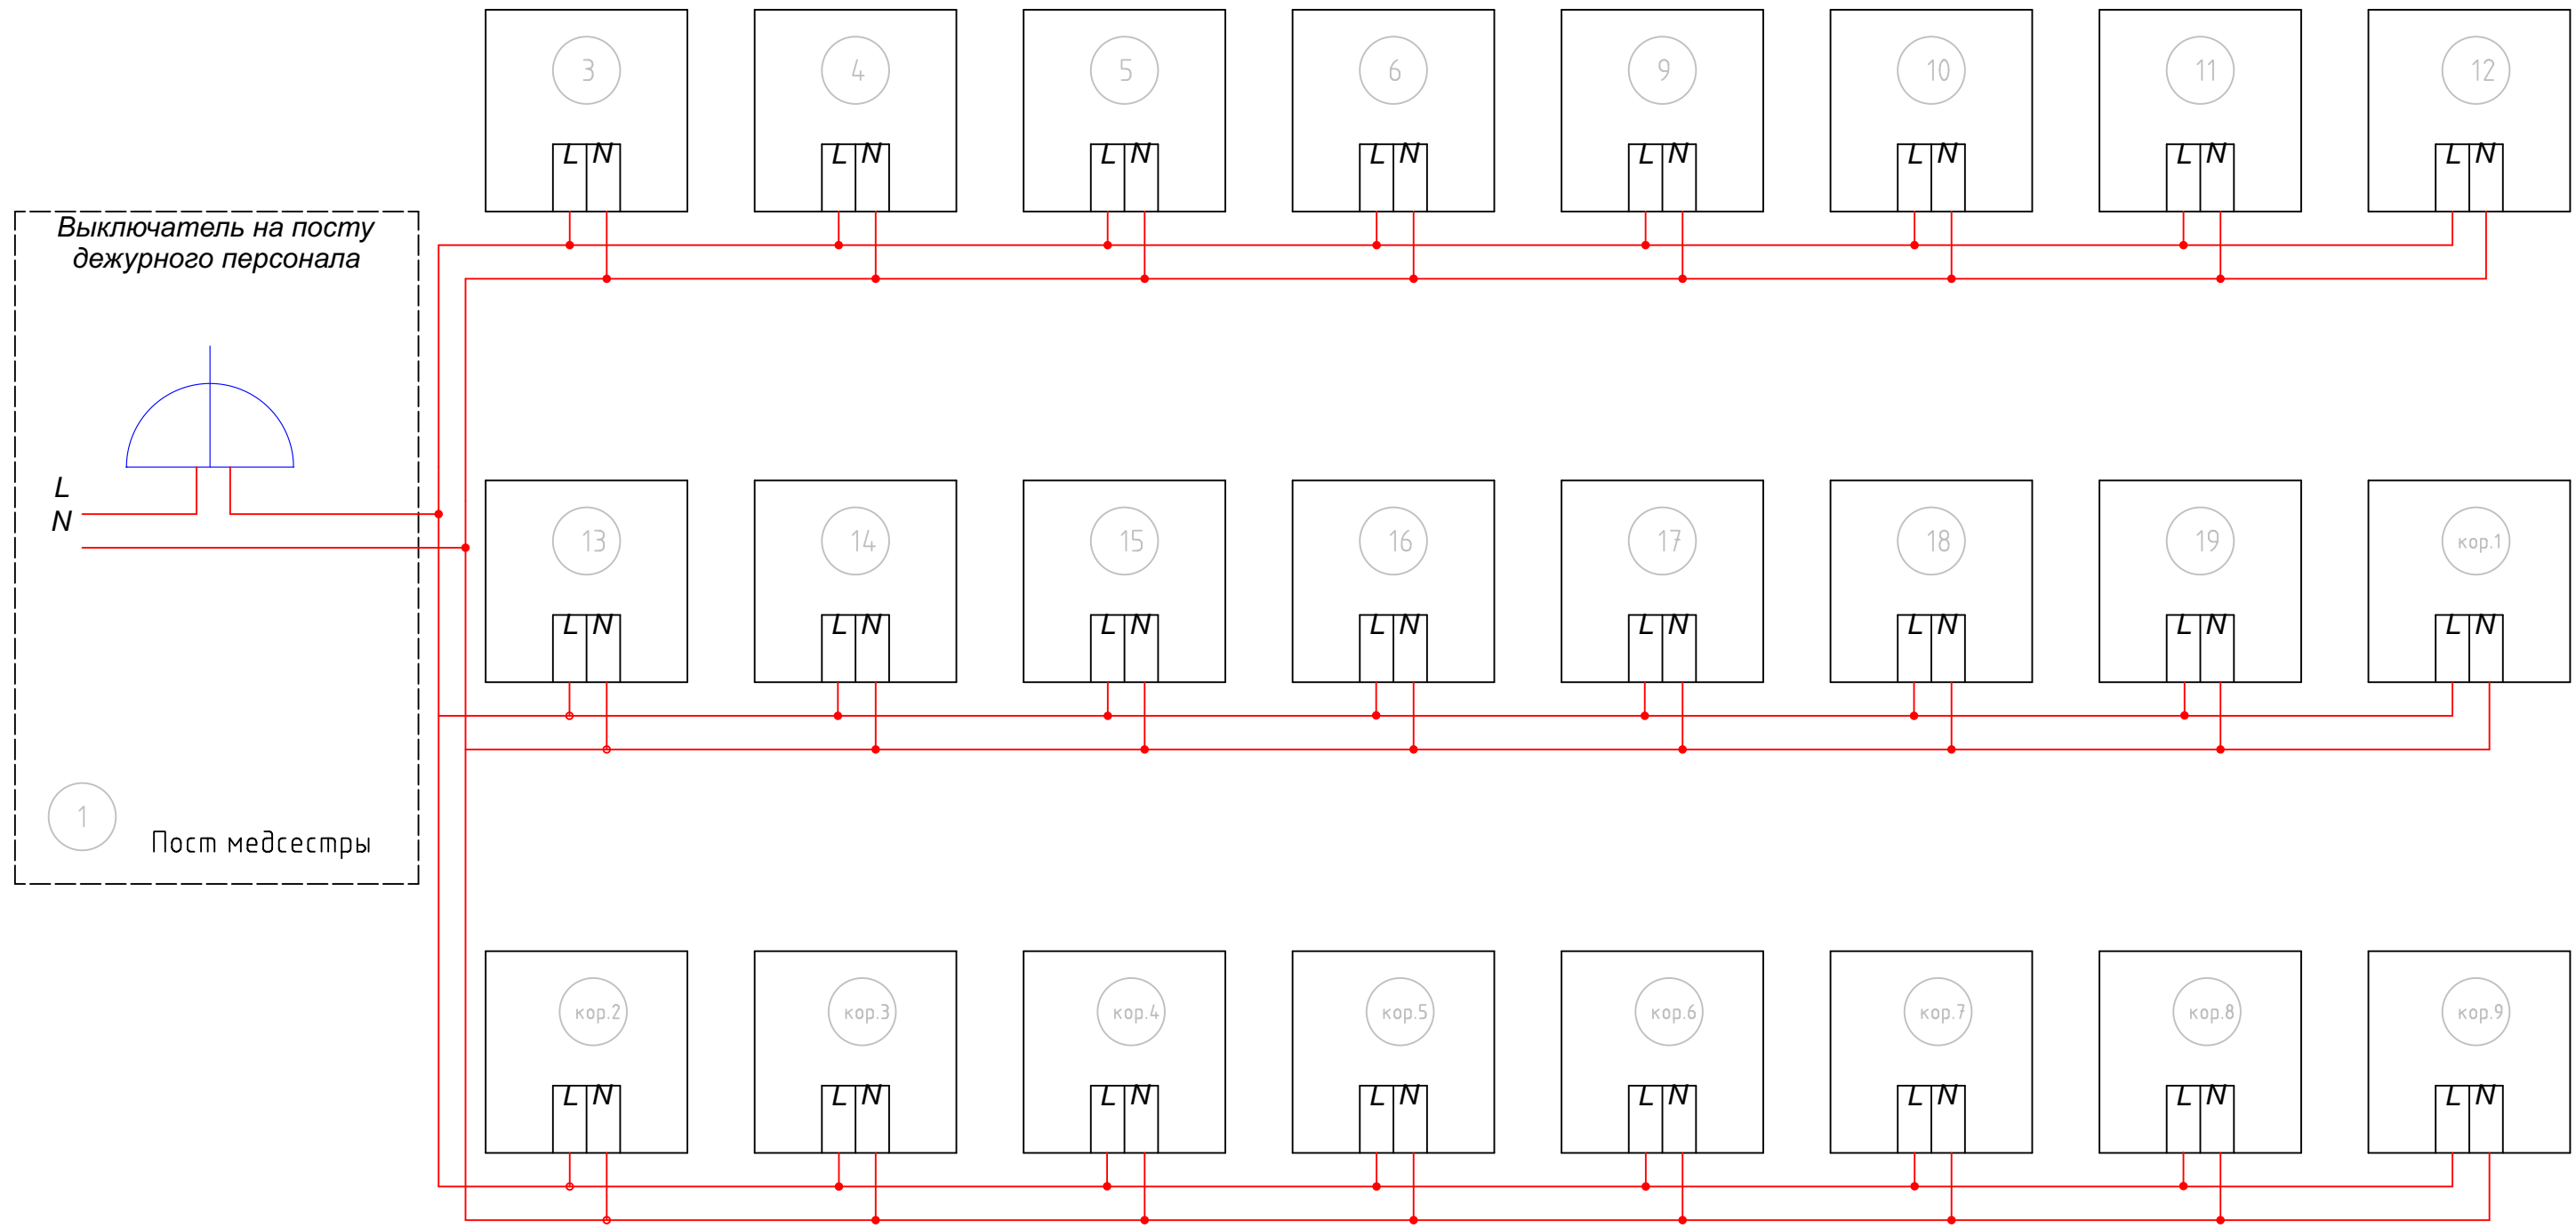 3 4 5 6 9 10 11 12
L N L N L N L N L N L N L N L N
Выключатель на посту
дежурного персонала
L
N
13 14 15 16 17 18 19 кор.1
L N L N L N L N L N L N L N L N
1
Пост медсестры
кор.2 кор.3 кор.4 кор.5 кор.6 кор.7 кор.8 кор.9
L N L N L N L N L N L N L N L N